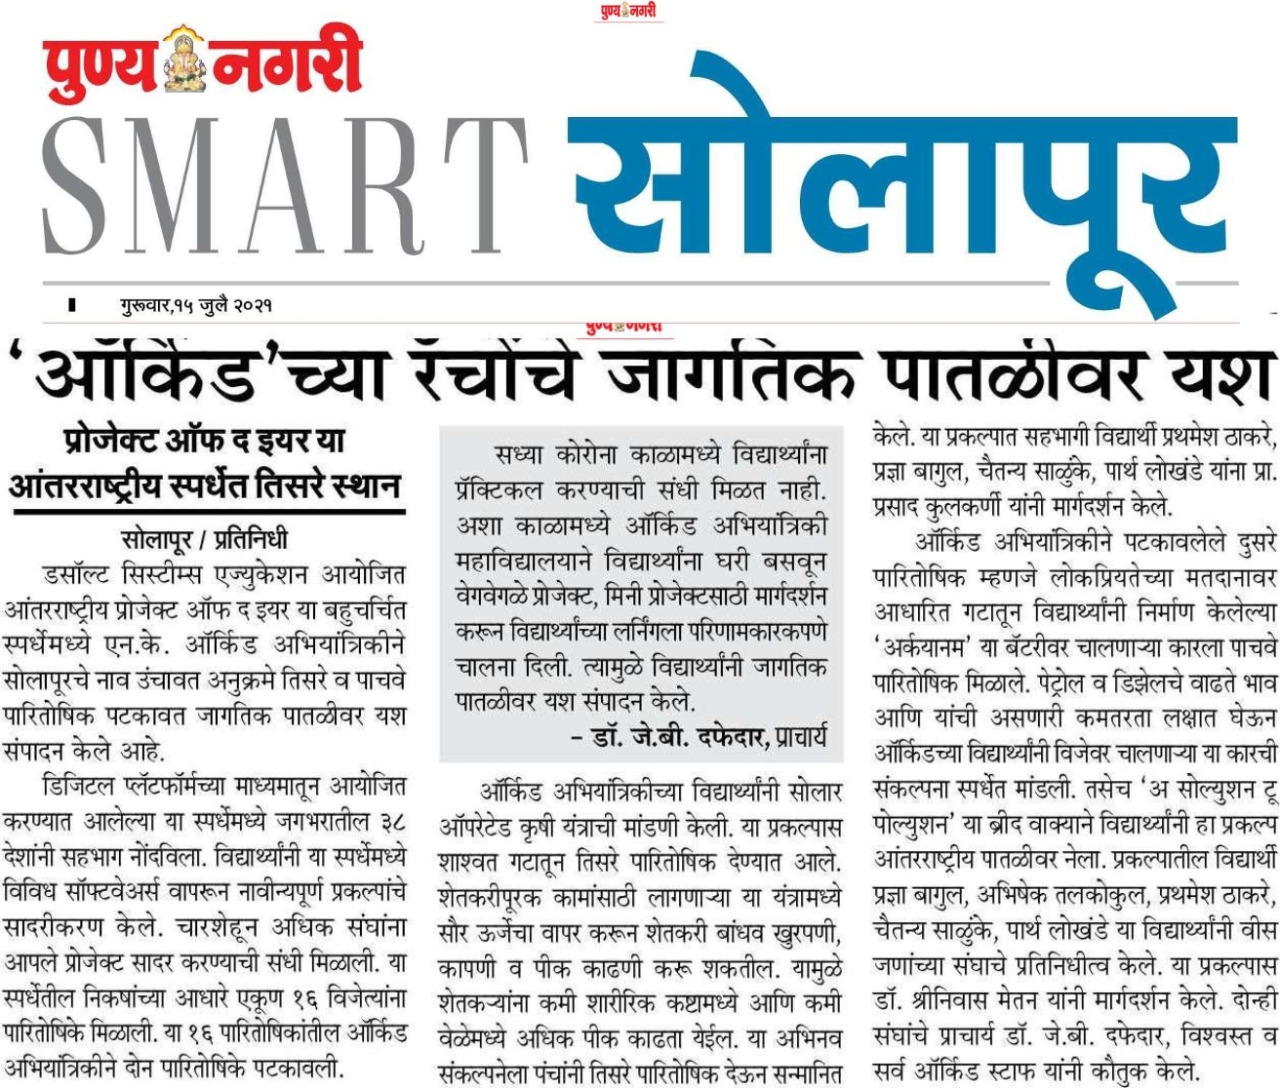 पुण्य नगरी
पुण्य नगरी
SMART सोलापूर
गुरूवार,१५ जुलै २०२१
पुण्य नगरी
‘ऑर्किड’च्या रँचोंचे जागतिक पातळीवर यश
प्रोजेक्ट ऑफ द इयर या
आंतरराष्ट्रीय स्पर्धेत तिसरे स्थान
सोलापूर / प्रतिनिधी
डसॉल्ट सिस्टीम्स एज्युकेशन आयोजित
आंतरराष्ट्रीय प्रोजेक्ट ऑफ द इयर या बहुचर्चित
स्पर्धेमध्ये एन.के. ऑर्किड अभियांत्रिकीने
सोलापूरचे नाव उंचावत अनुक्रमे तिसरे व पाचवे
पारितोषिक पटकावत जागतिक पातळीवर यश
संपादन केले आहे.
डिजिटल प्लॅटफॉर्मच्या माध्यमातून आयोजित
करण्यात आलेल्या या स्पर्धेमध्ये जगभरातील ३८
देशांनी सहभाग नोंदविला. विद्यार्थ्यांनी या स्पर्धेमध्ये
विविध सॉफ्टवेअर्स वापरून नावीन्यपूर्ण प्रकल्पांचे
सादरीकरण केले. चारशेहून अधिक संघांना
आपले प्रोजेक्ट सादर करण्याची संधी मिळाली. या
स्पर्धेतील निकषांच्या आधारे एकूण १६ विजेत्यांना
पारितोषिके मिळाली. या १६ पारितोषिकांतील ऑर्किड
अभियांत्रिकीने दोन पारितोषिके पटकावली.
सध्या कोरोना काळामध्ये विद्यार्थ्यांना
प्रॅक्टिकल करण्याची संधी मिळत नाही.
अशा काळामध्ये ऑर्किड अभियांत्रिकी
महाविद्यालयाने विद्यार्थ्यांना घरी बसवून
वेगवेगळे प्रोजेक्ट, मिनी प्रोजेक्टसाठी मार्गदर्शन
करून विद्यार्थ्यांच्या लर्निंगला परिणामकारकपणे
चालना दिली. त्यामुळे विद्यार्थ्यांनी जागतिक
पातळीवर यश संपादन केले.
– डॉ. जे.बी. दफेदार, प्राचार्य
ऑर्किड अभियांत्रिकीच्या विद्यार्थ्यांनी सोलार
ऑपरेटेड कृषी यंत्राची मांडणी केली. या प्रकल्पास
शाश्वत गटातून तिसरे पारितोषिक देण्यात आले.
शेतकरीपूरक कामांसाठी लागणाऱ्या या यंत्रामध्ये
सौर ऊर्जेचा वापर करून शेतकरी बांधव खुरपणी,
कापणी व पीक काढणी करू शकतील. यामुळे
शेतकऱ्यांना कमी शारीरिक कष्टामध्ये आणि कमी
वेळेमध्ये अधिक पीक काढता येईल. या अभिनव
संकल्पनेला पंचांनी तिसरे पारितोषिक देऊन सन्मानित
केले. या प्रकल्पात सहभागी विद्यार्थी प्रथमेश ठाकरे,
प्रज्ञा बागुल, चैतन्य साळुंके, पार्थ लोखंडे यांना प्रा.
प्रसाद कुलकर्णी यांनी मार्गदर्शन केले.
ऑर्किड अभियांत्रिकीने पटकावलेले दुसरे
पारितोषिक म्हणजे लोकप्रियतेच्या मतदानावर
आधारित गटातून विद्यार्थ्यांनी निर्माण केलेल्या
‘अर्कयानम’ या बॅटरीवर चालणाऱ्या कारला पाचवे
पारितोषिक मिळाले. पेट्रोल व डिझेलचे वाढते भाव
आणि यांची असणारी कमतरता लक्षात घेऊन
ऑर्किडच्या विद्यार्थ्यांनी विजेवर चालणाऱ्या या कारची
संकल्पना स्पर्धेत मांडली. तसेच ‘अ सोल्युशन टू
पोल्युशन’ या ब्रीद वाक्याने विद्यार्थ्यांनी हा प्रकल्प
आंतरराष्ट्रीय पातळीवर नेला. प्रकल्पातील विद्यार्थी
प्रज्ञा बागुल, अभिषेक तलकोकुल, प्रथमेश ठाकरे,
चैतन्य साळुंके, पार्थ लोखंडे या विद्यार्थ्यांनी वीस
जणांच्या संघाचे प्रतिनिधीत्व केले. या प्रकल्पास
डॉ. श्रीनिवास मेतन यांनी मार्गदर्शन केले. दोन्ही
संघांचे प्राचार्य डॉ. जे.बी. दफेदार, विश्वस्त व
सर्व ऑर्किड स्टाफ यांनी कौतुक केले.